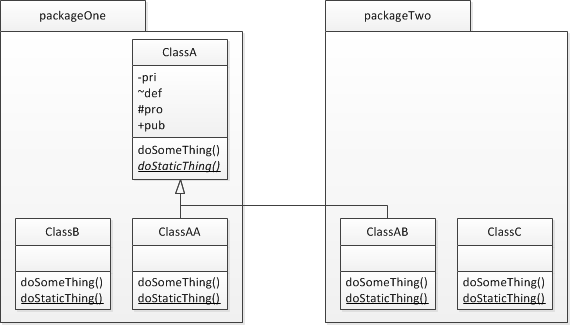 packageOne
packageTwo
ClassA
-pri
~def
#pro
+pub
doSomeThing()
doStaticThing()
ClassB
doSomeThing()
doStaticThing()
ClassAA
doSomeThing()
doStaticThing()
ClassAB
doSomeThing()
doStaticThing()
ClassC
doSomeThing()
doStaticThing()